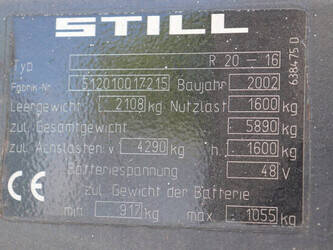 STILL
Typ R 20 – 16
Fabrik-Nr. 512010017215 Baujahr 2002
Leergewicht 2108 kg Nutzlast 1600 kg
zul. Gesamtgewicht 5890 kg
zul. Achslasten: v. 4290 kg h. 1600 kg
Batteriespannung 48 V
zul. Gewicht der Batterie
min. 917 kg max. 1055 kg
CE
638475 D